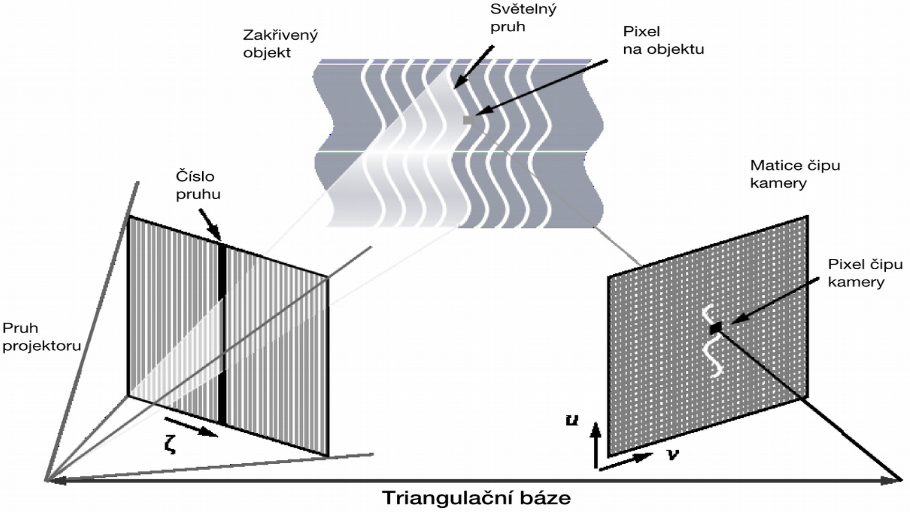 Světelný
pruh
Zakřivený
objekt
Pixel
na objektu
Číslo
pruhu
Matice čipu
kamery
Pixel čipu
kamery
Pruh
projektoru
ζ
u
v
Triangulační báze